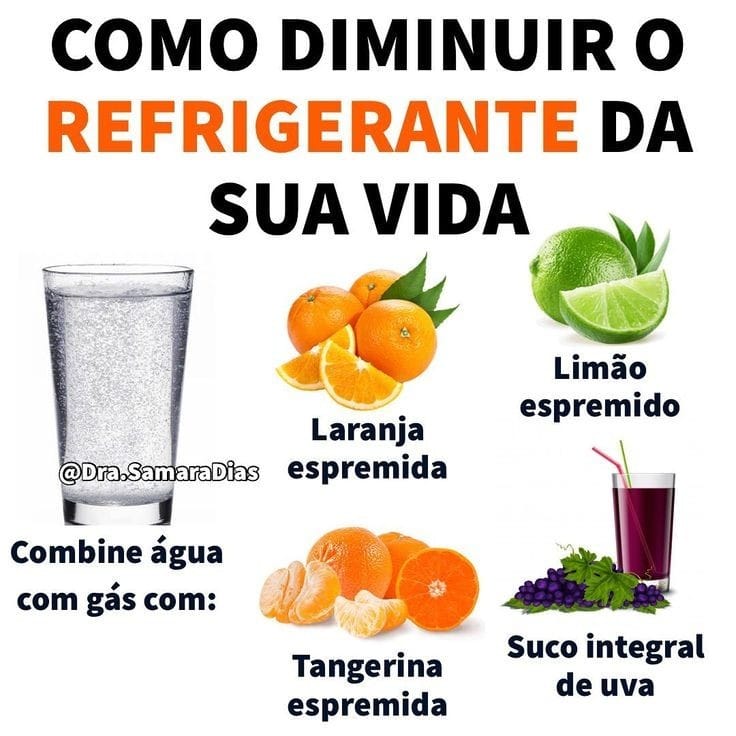 COMO DIMINUIR O
REFRIGERANTE DA
SUA VIDA
@Dra.SamaraDias
Combine água
com gás com:
Laranja
espremida
Limão
espremido
Tangerina
espremida
Suco integral
de uva